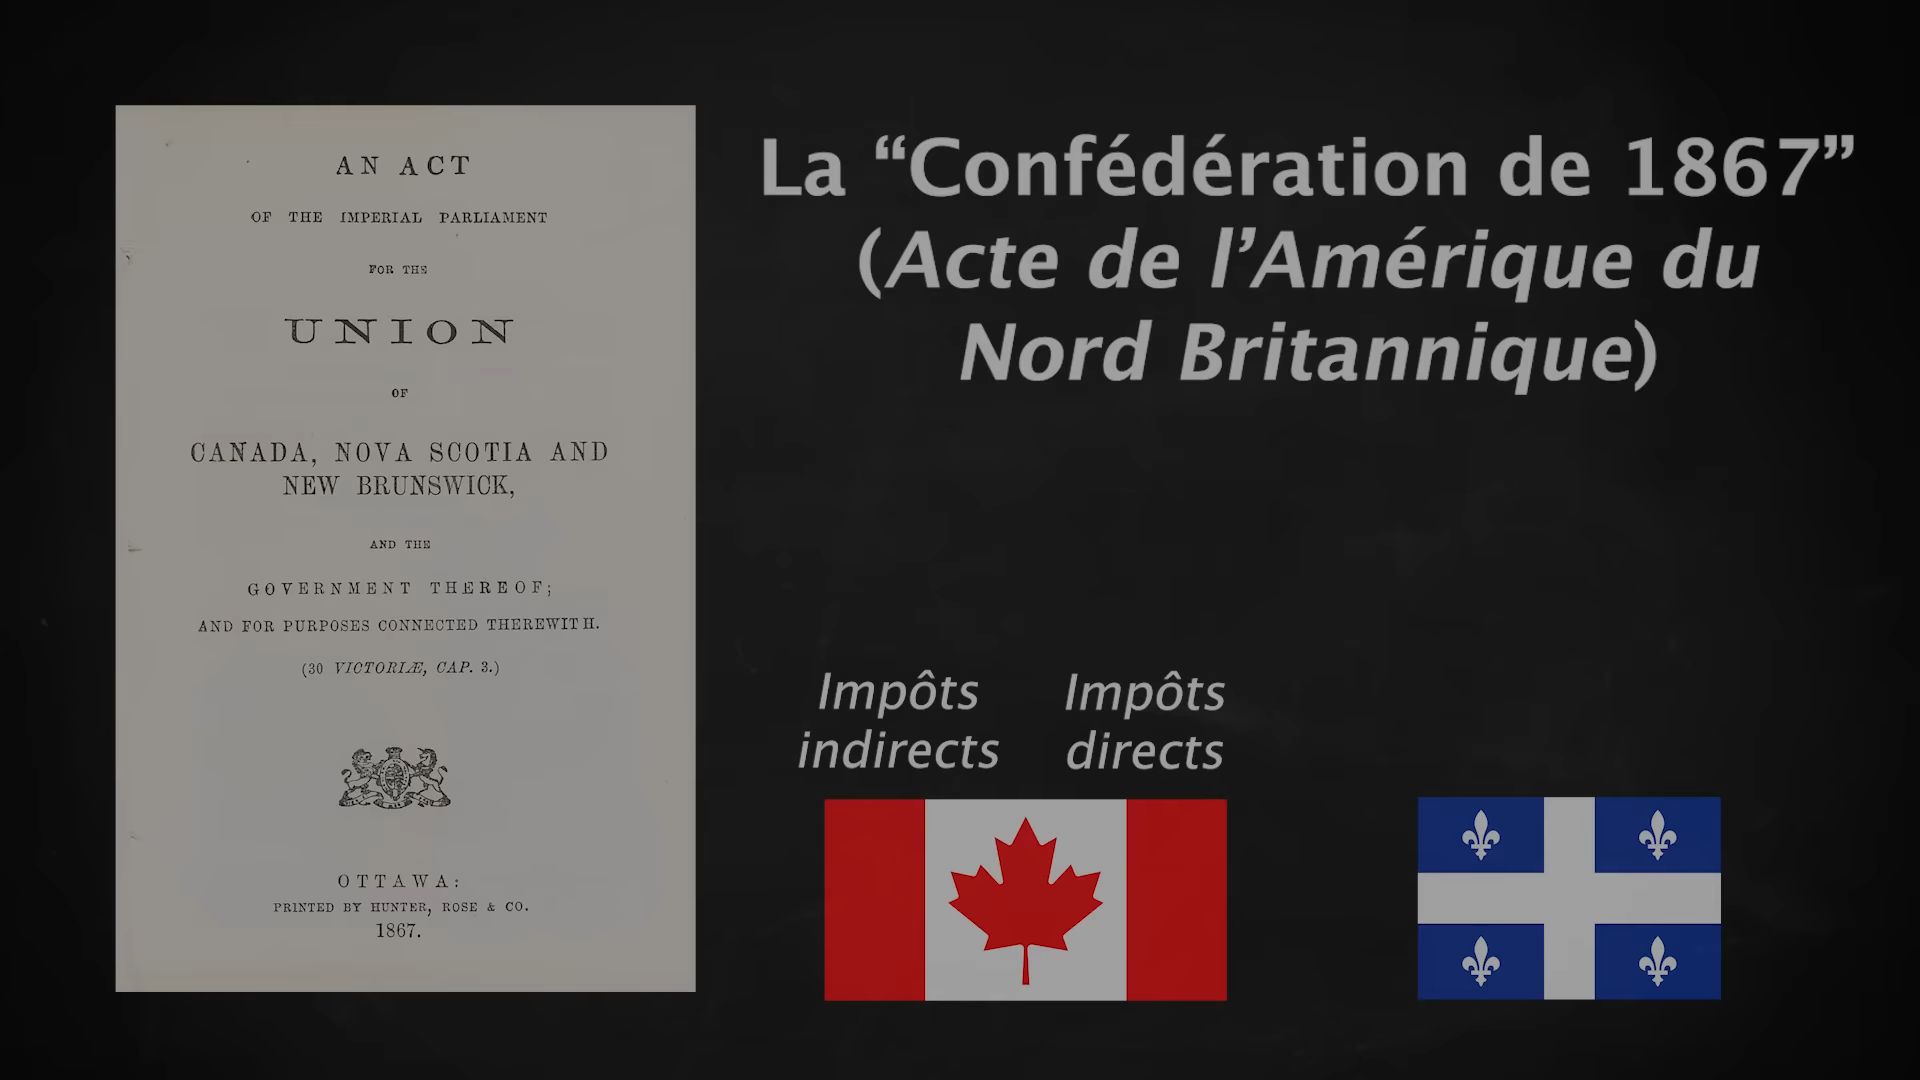 AN ACT
OF THE IMPERIAL PARLIAMENT
FOR THE
UNION
OF
CANADA, NOVA SCOTIA AND
NEW BRUNSWICK,
AND THE
GOVERNMENT THEREOF;
AND FOR PURPOSES CONNECTED THEREWITH.
(30 VICTORIÆ, CAP. 3.)
OTTAWA:
PRINTED BY HUNTER, ROSE & CO.
1867.
La “Confédération de 1867”
(Acte de l’Amérique du
Nord Britannique)
Impôts
indirects
Impôts
directs